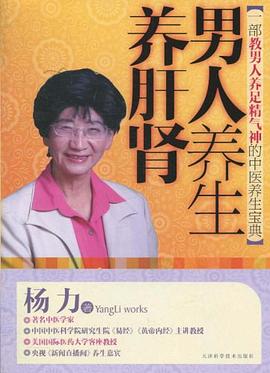 男人养生
养肝肾
【一部教男人养足精气神的中医养生宝典】
杨 力 著 YangLi works
著名中医学家
中国中医科学院研究生院《易经》《黄帝内经》主讲教授
美国国际医药大学客座教授
央视《新闻直播间》养生嘉宾
天津科学技术出版社